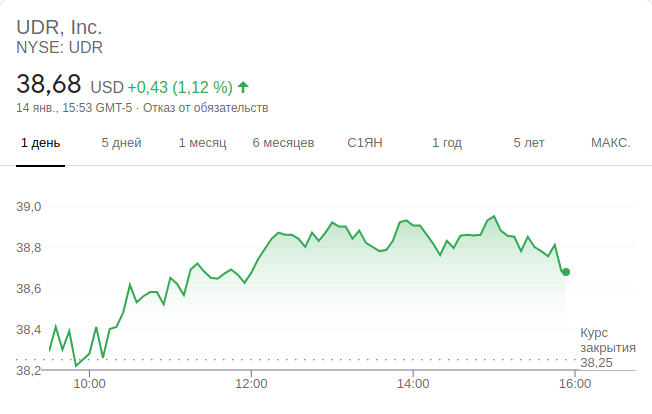 UDR, Inc.
NYSE: UDR
38,68 USD +0,43 (1,12 %)
14 янв., 15:53 GMT-5 · Отказ от обязательств
1 день 5 дней 1 месяц 6 месяцев С1ЯН 1 год 5 лет МАКС.
39,0
38,8
38,6
38,4
38,2
Курс
закрытия
38,25
10:00 12:00 14:00 16:00